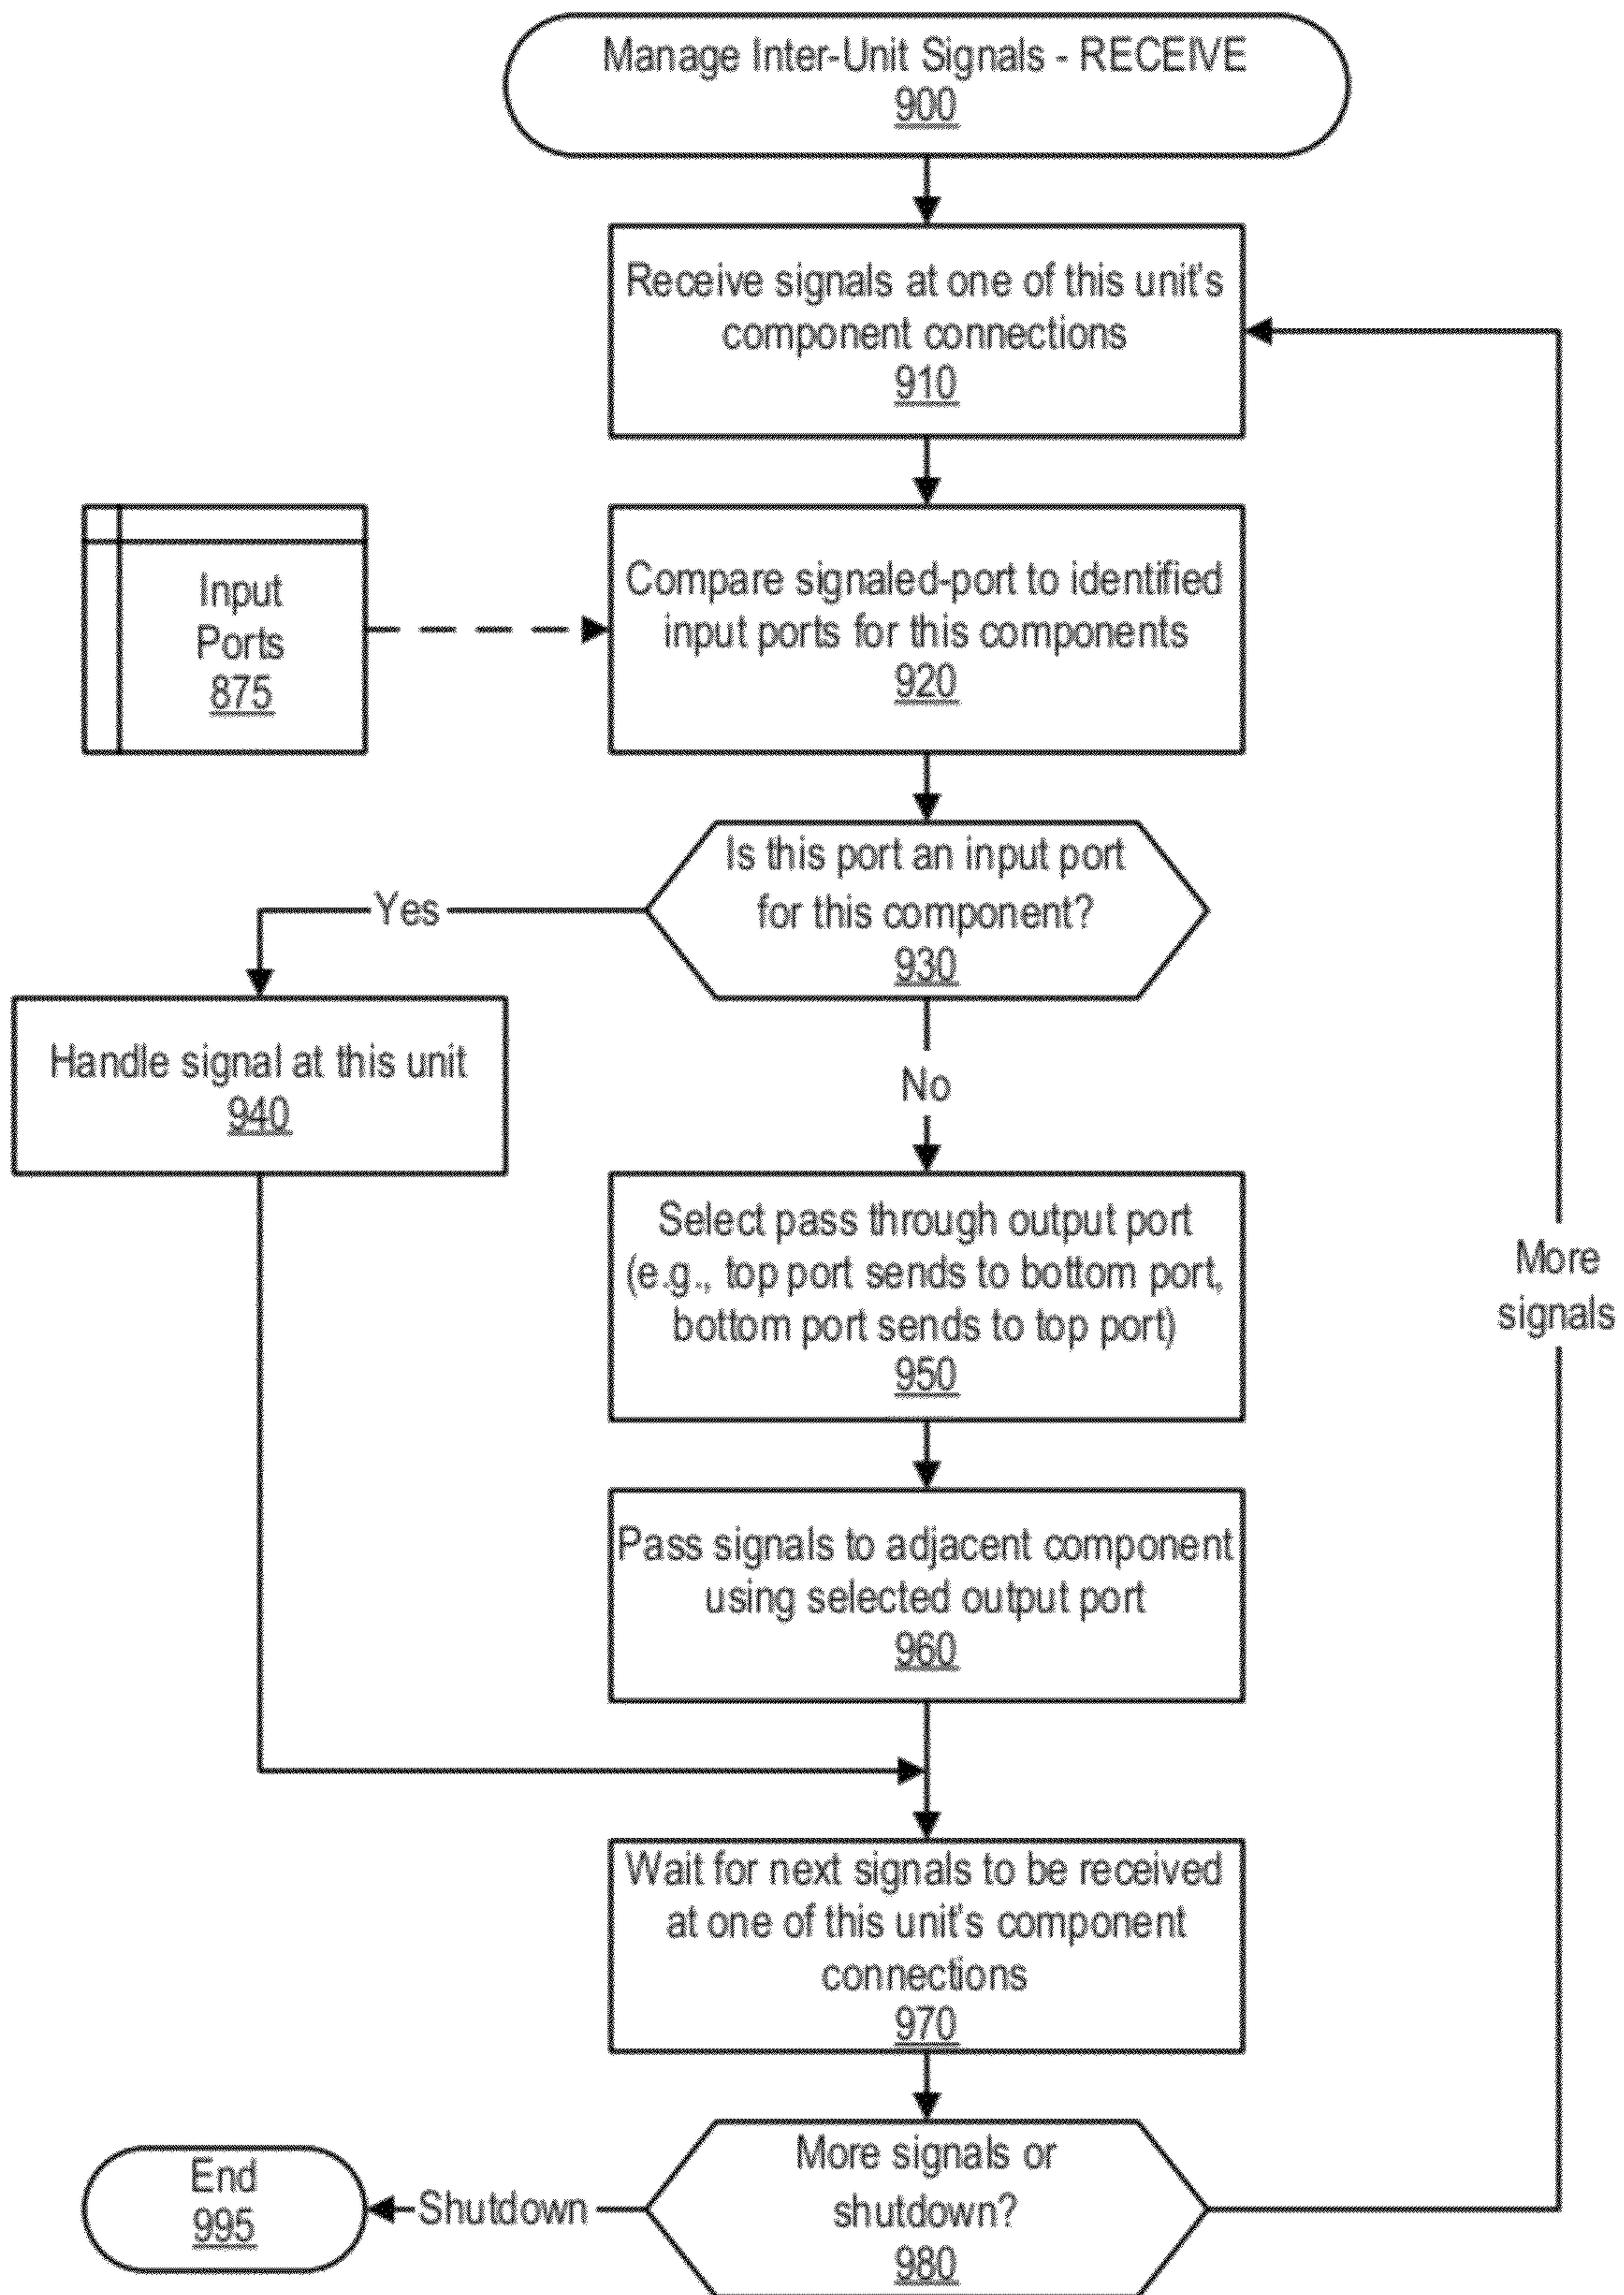 Manage Inter-Unit Signals - RECEIVE
900
Receive signals at one of this unit's
component connections
910
Input
Ports
875
Compare signaled-port to identified
input ports for this components
920
Is this port an input port
for this component?
930
Yes
Handle signal at this unit
940
No
Select pass through output port
(e.g., top port sends to bottom port,
bottom port sends to top port)
950
More
signals
Pass signals to adjacent component
using selected output port
960
Wait for next signals to be received
at one of this unit's component
connections
970
More signals or
shutdown?
980
Shutdown
End
995